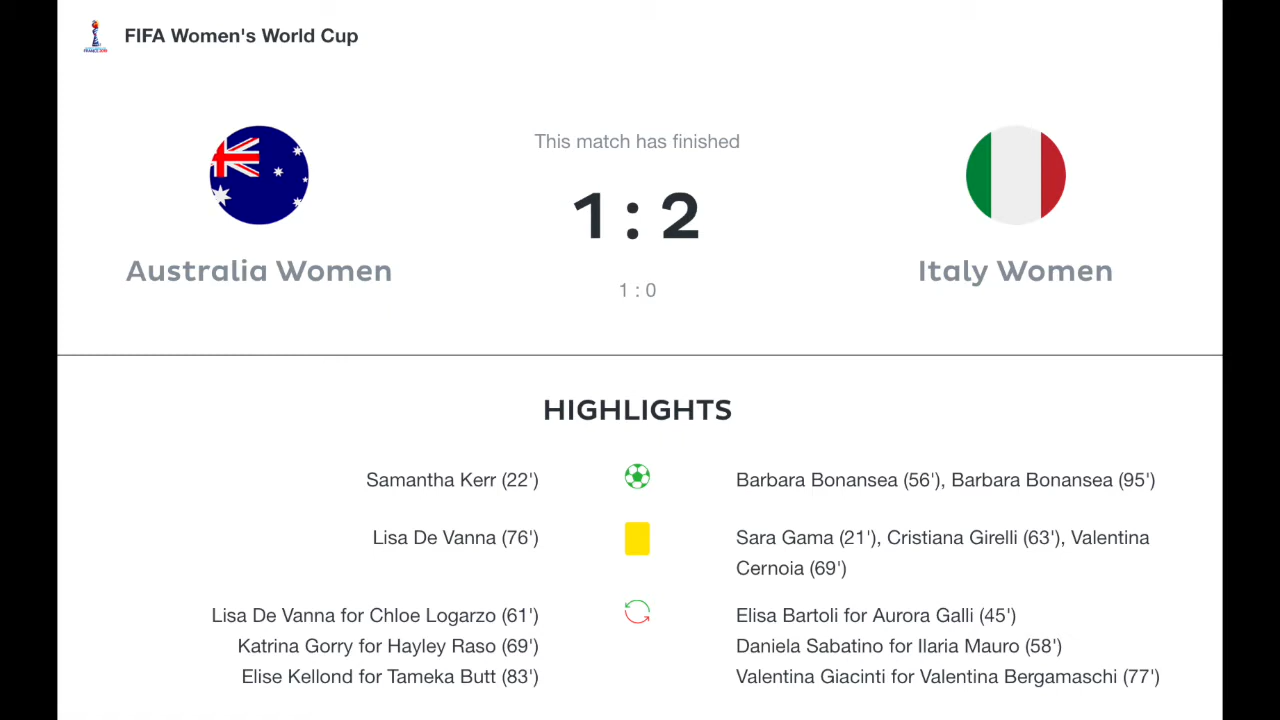 FIFA Women's World Cup
This match has finished
1 : 2
Australia Women
Italy Women
1 : 0
HIGHLIGHTS
Samantha Kerr (22')
Barbara Bonansea (56'), Barbara Bonansea (95')
Lisa De Vanna (76')
Sara Gama (21'), Cristiana Girelli (63'), Valentina
Cernoia (69')
Lisa De Vanna for Chloe Logarzo (61')
Elisa Bartoli for Aurora Galli (45')
Katrina Gorry for Hayley Raso (69')
Daniela Sabatino for Ilaria Mauro (58')
Elise Kellond for Tameka Butt (83')
Valentina Giacinti for Valentina Bergamaschi (77')